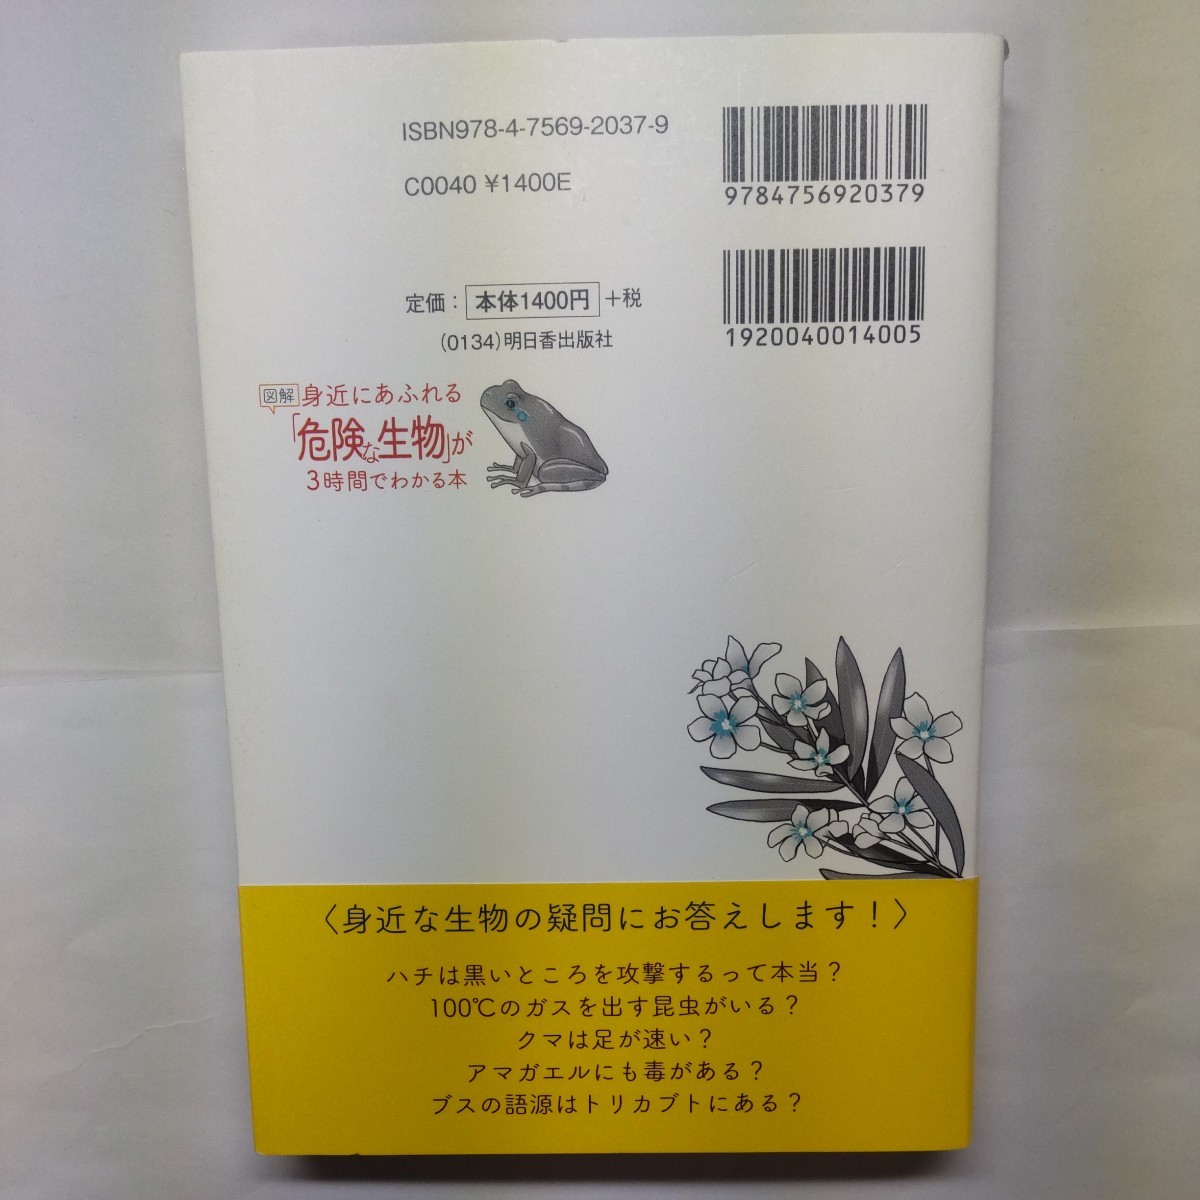 ISBN978-4-7569-2037-9
C0040 ¥1400E
9784756920379
定価：本体1400円＋税
1920040014005
(0134)明日香出版社
図解 身近にあふれる
「危険な生物」が
3時間でわかる本
〈身近な生物の疑問にお答えします！〉
ハチは黒いところを攻撃するって本当？
100℃のガスを出す昆虫がいる？
クマは足が速い？
アマガエルにも毒がある？
ブスの語源はトリカブトにある？